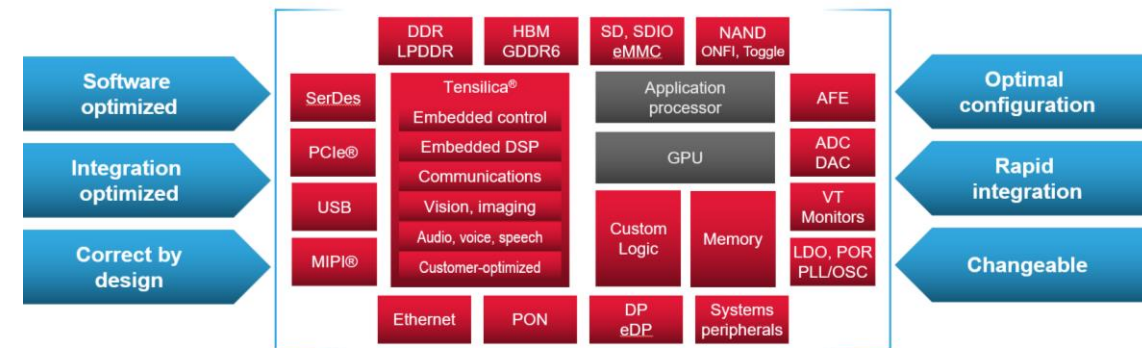 DDR
LPDDR
HBM
GDDR6
SD, SDIO
eMMC
NAND
ONFI, Toggle
Software
optimized
Integration
optimized
Correct by
design
SerDes
PCIe®
USB
MIPI®
Tensilica®
Embedded control
Embedded DSP
Communications
Vision, imaging
Audio, voice, speech
Customer-optimized
Application
processor
GPU
Custom
Logic
Memory
AFE
ADC
DAC
VT
Monitors
LDO, POR
PLL/OSC
Optimal
configuration
Rapid
integration
Changeable
Ethernet
PON
DP
eDP
Systems
peripherals